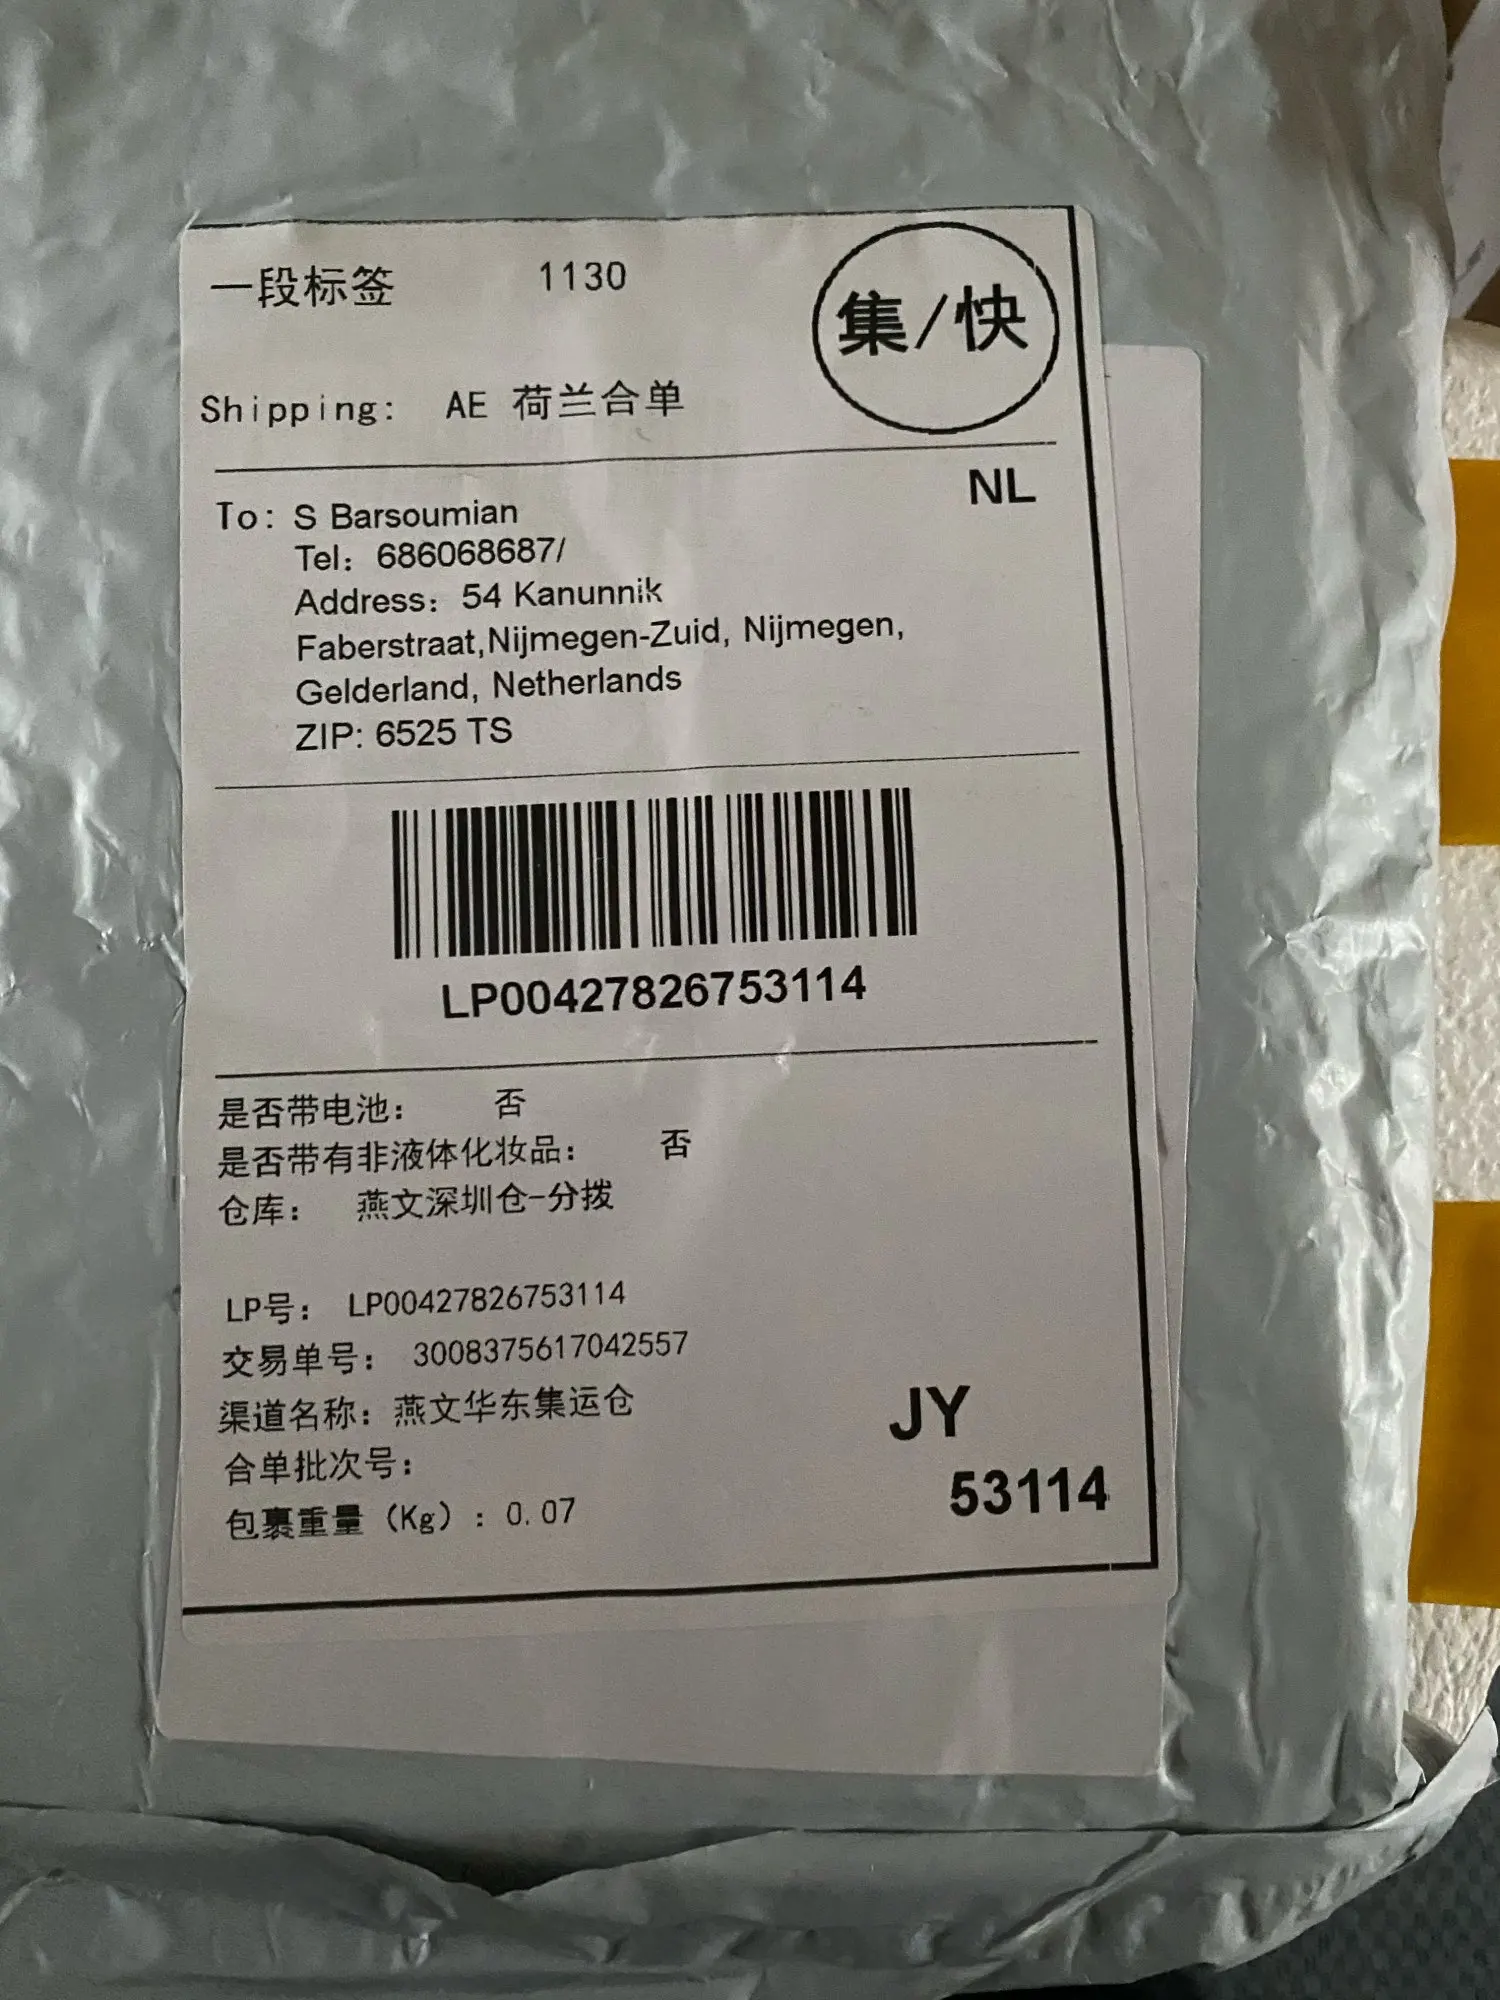 一段标签 1130
集/快
Shipping: AE 荷兰合单
NL
To: S Barsoumian
Tel: 686068687/
Address: 54 Kanunnik
Faberstraat,Nijmegen-Zuid, Nijmegen,
Gelderland, Netherlands
ZIP: 6525 TS
LP00427826753114
是否带电池： 否
是否带有非液体化妆品： 否
仓库： 燕文深圳仓-分拨
LP号： LP00427826753114
交易单号： 3008375617042557
渠道名称：燕文华东集运仓
JY
合单批次号：
53114
包裹重量（Kg）：0.07